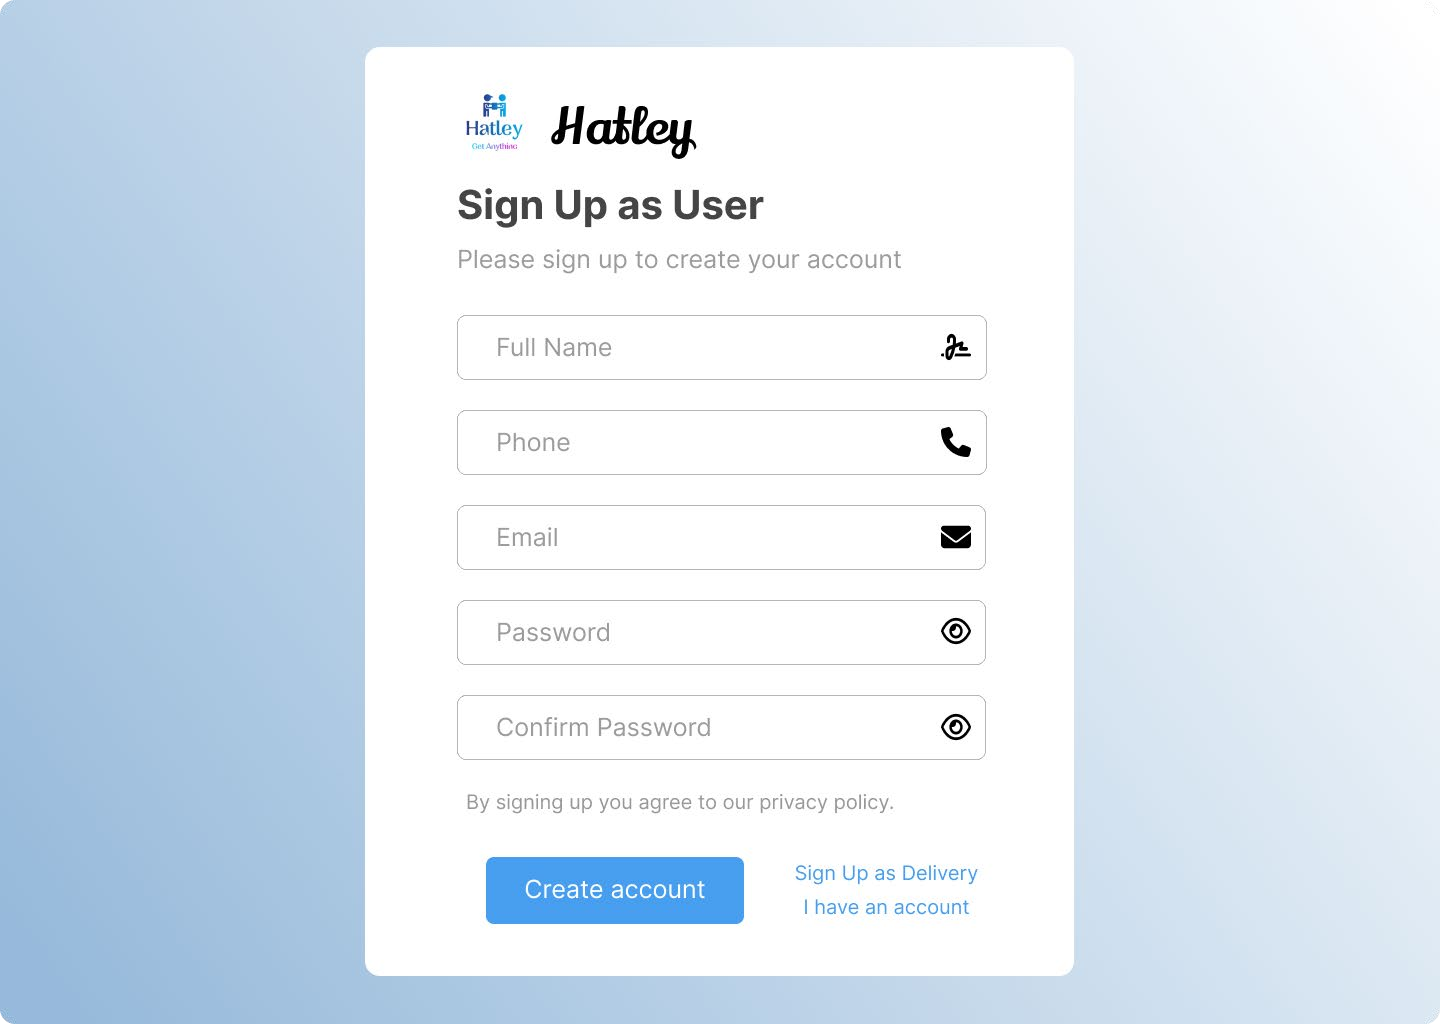 Hatley
Get Anything
Hatley
Sign Up as User
Please sign up to create your account
Full Name
Phone
Email
Password
Confirm Password
By signing up you agree to our privacy policy.
Create account
Sign Up as Delivery
I have an account